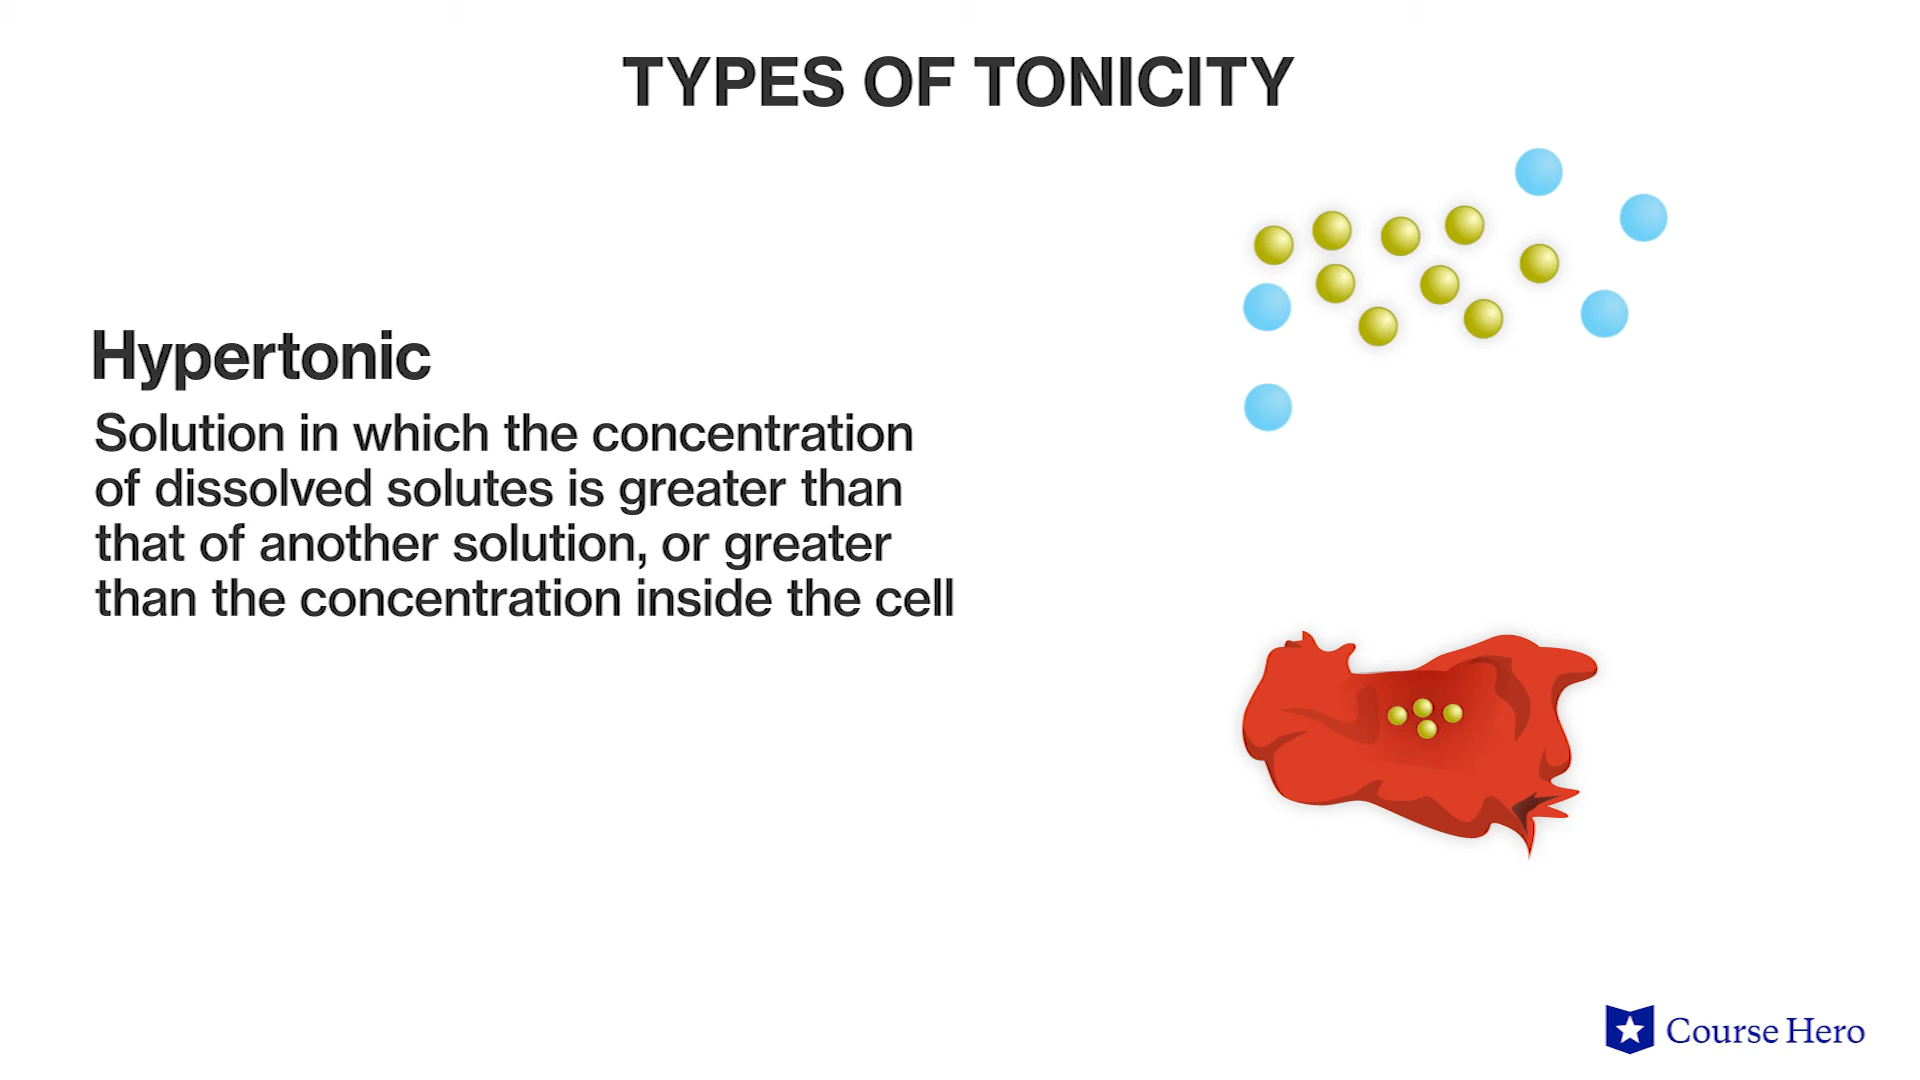 TYPES OF TONICITY
Hypertonic
Solution in which the concentration
of dissolved solutes is greater than
that of another solution, or greater
than the concentration inside the cell
Course Hero